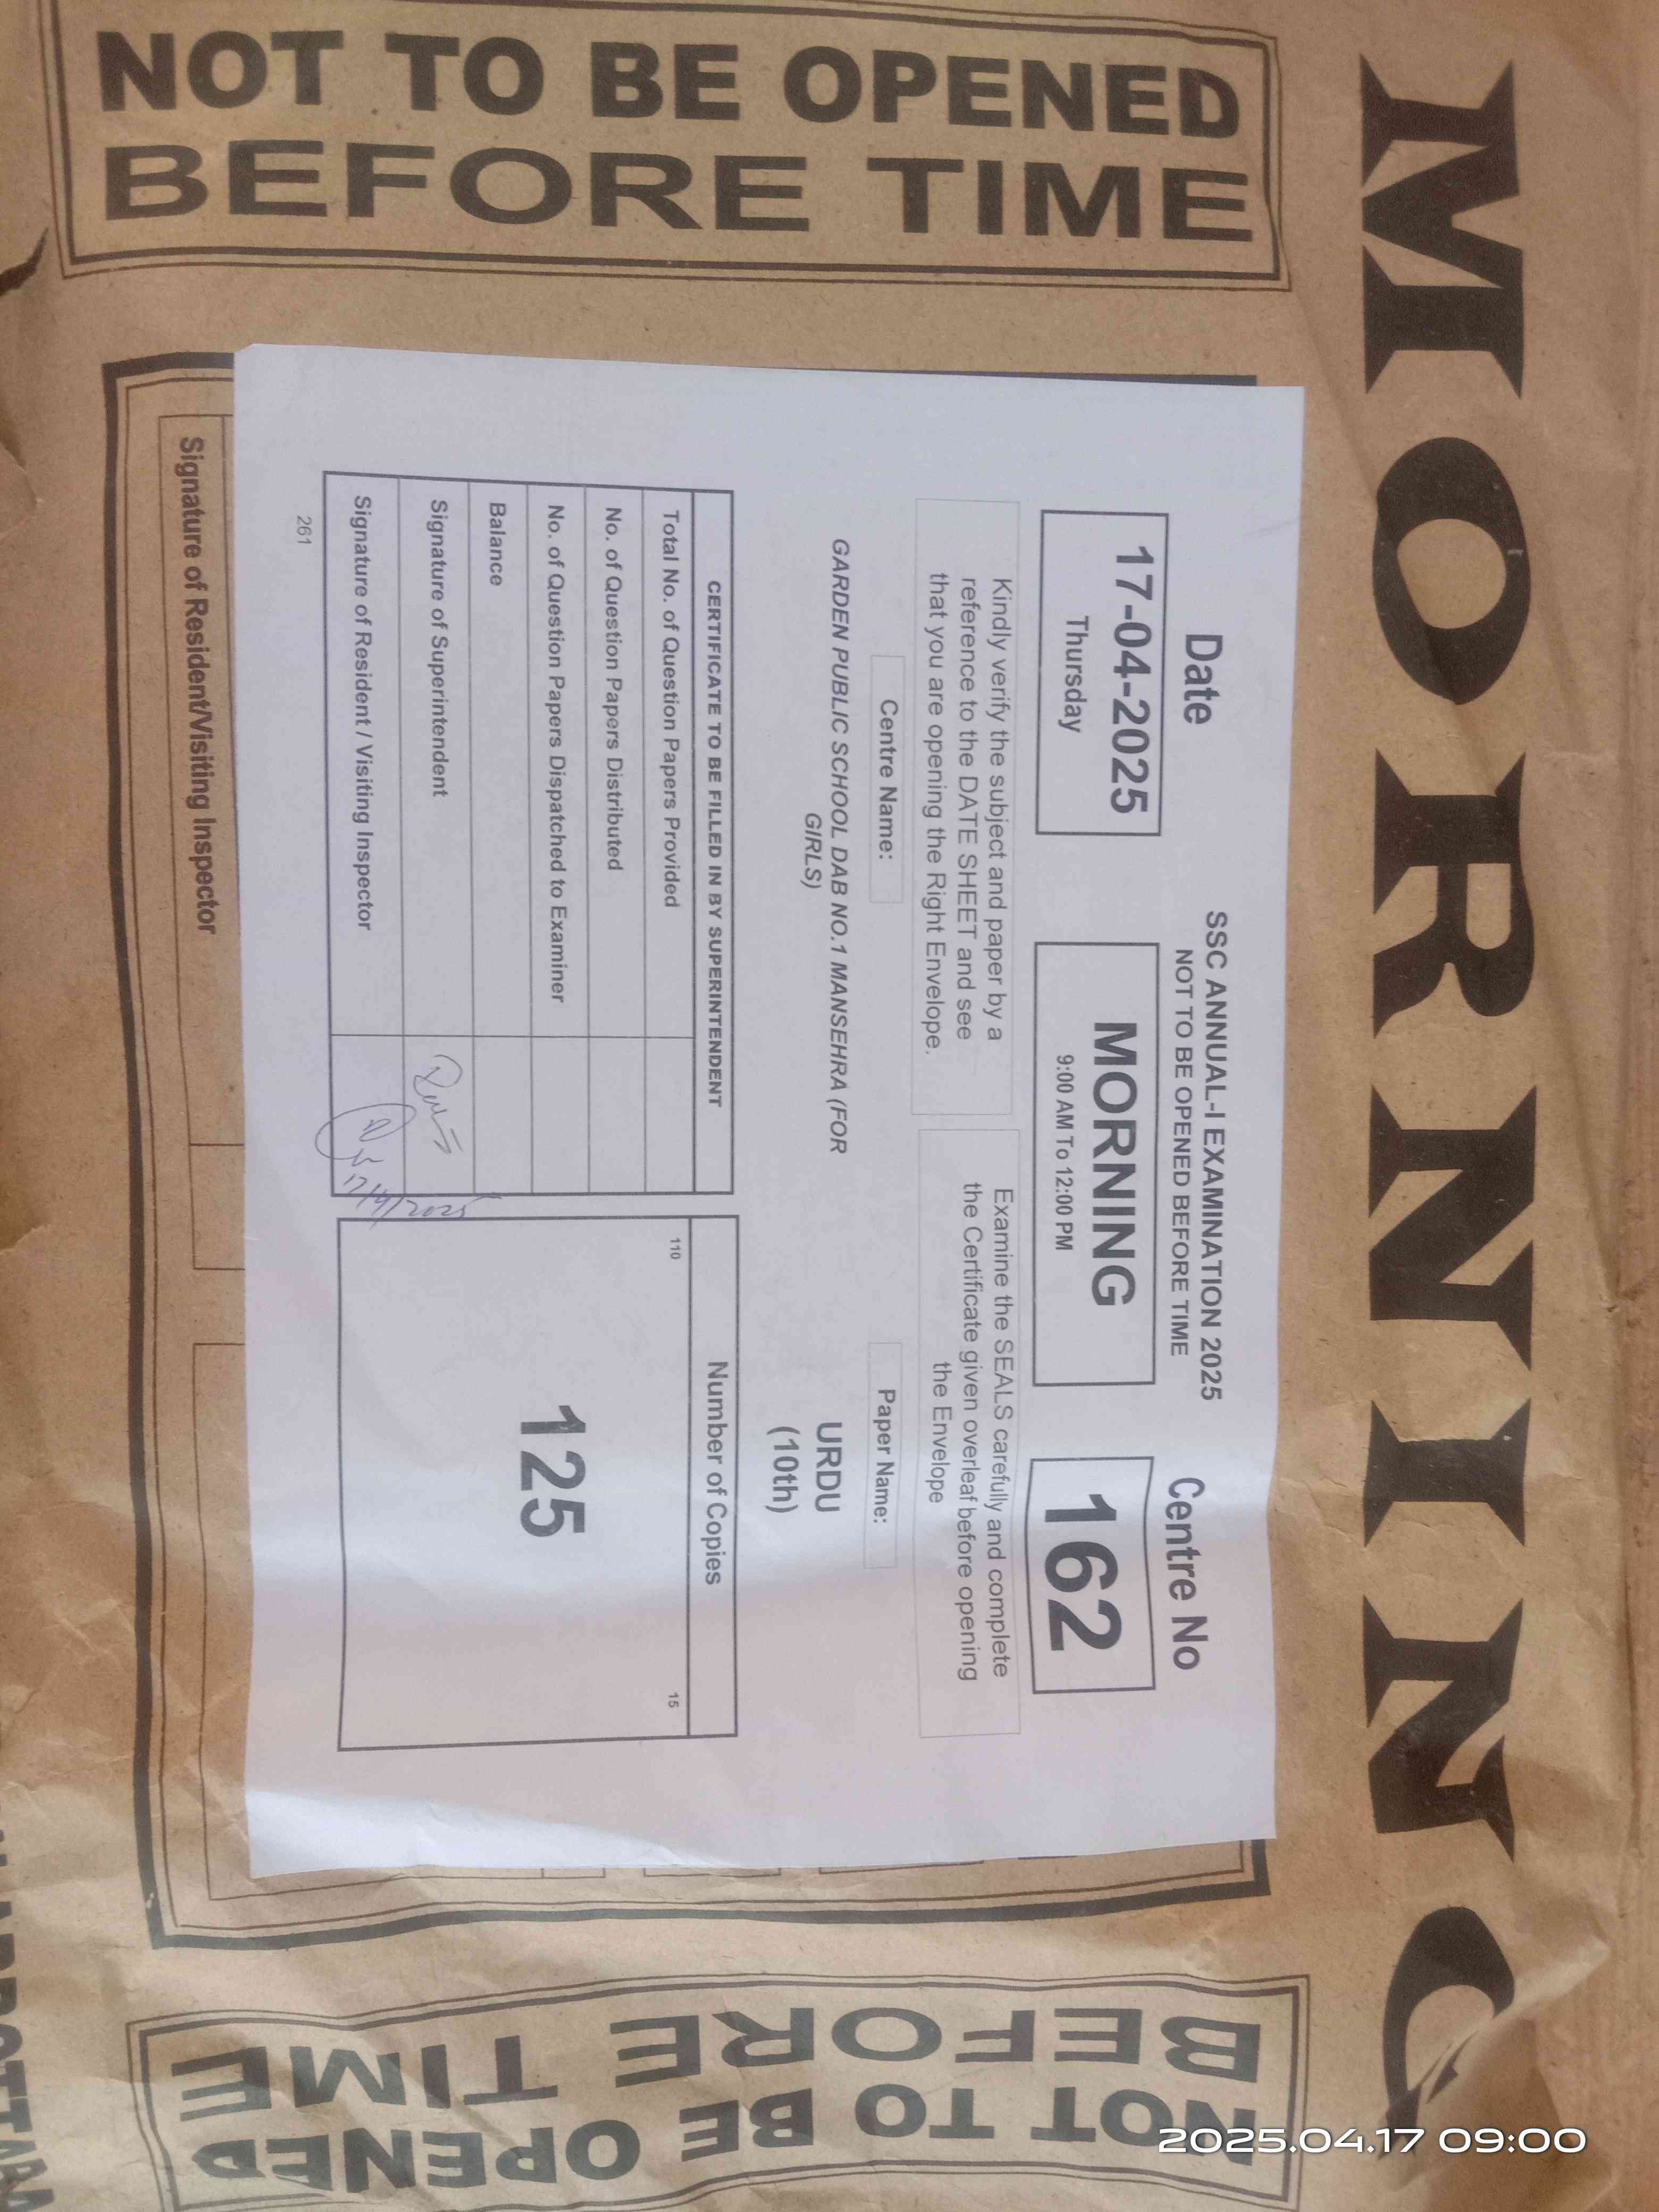 MORNING
NOT TO BE OPENED
BEFORE TIME
SSC ANNUAL-I EXAMINATION 2025
NOT TO BE OPENED BEFORE TIME
Date
17-04-2025
Thursday
MORNING
9:00 AM To 12:00 PM
Centre No
162
Kindly verify the subject and paper by a
reference to the DATE SHEET and see
that you are opening the Right Envelope.
Examine the SEALS carefully and complete
the Certificate given overleaf before opening
the Envelope
Centre Name:
GARDEN PUBLIC SCHOOL DAB NO.1 MANSEHRA (FOR
GIRLS)
Paper Name:
URDU
(10th)
CERTIFICATE TO BE FILLED IN BY SUPERINTENDENT
Total No. of Question Papers Provided
No. of Question Papers Distributed
No. of Question Papers Dispatched to Examiner
Balance
Signature of Superintendent
Signature of Resident / Visiting Inspector
17/4/2025
261
Number of Copies
110
15
125
Signature of Resident/Visiting Inspector
NOT TO BE OPENED
BEFORE TIME
2025.04.17 09:00